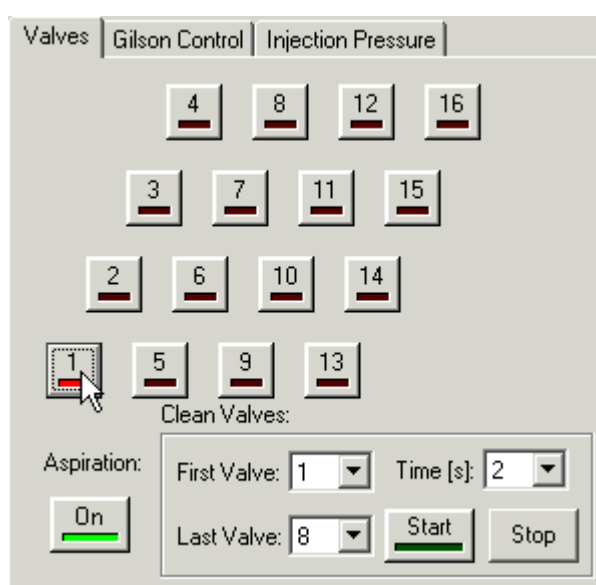 Valves Gilson Control Injection Pressure
4 8 12 16
3 7 11 15
2 6 10 14
1 5 9 13
Clean Valves:
Aspiration: First Valve: 1 Time [s]: 2
On Last Valve: 8 Start Stop